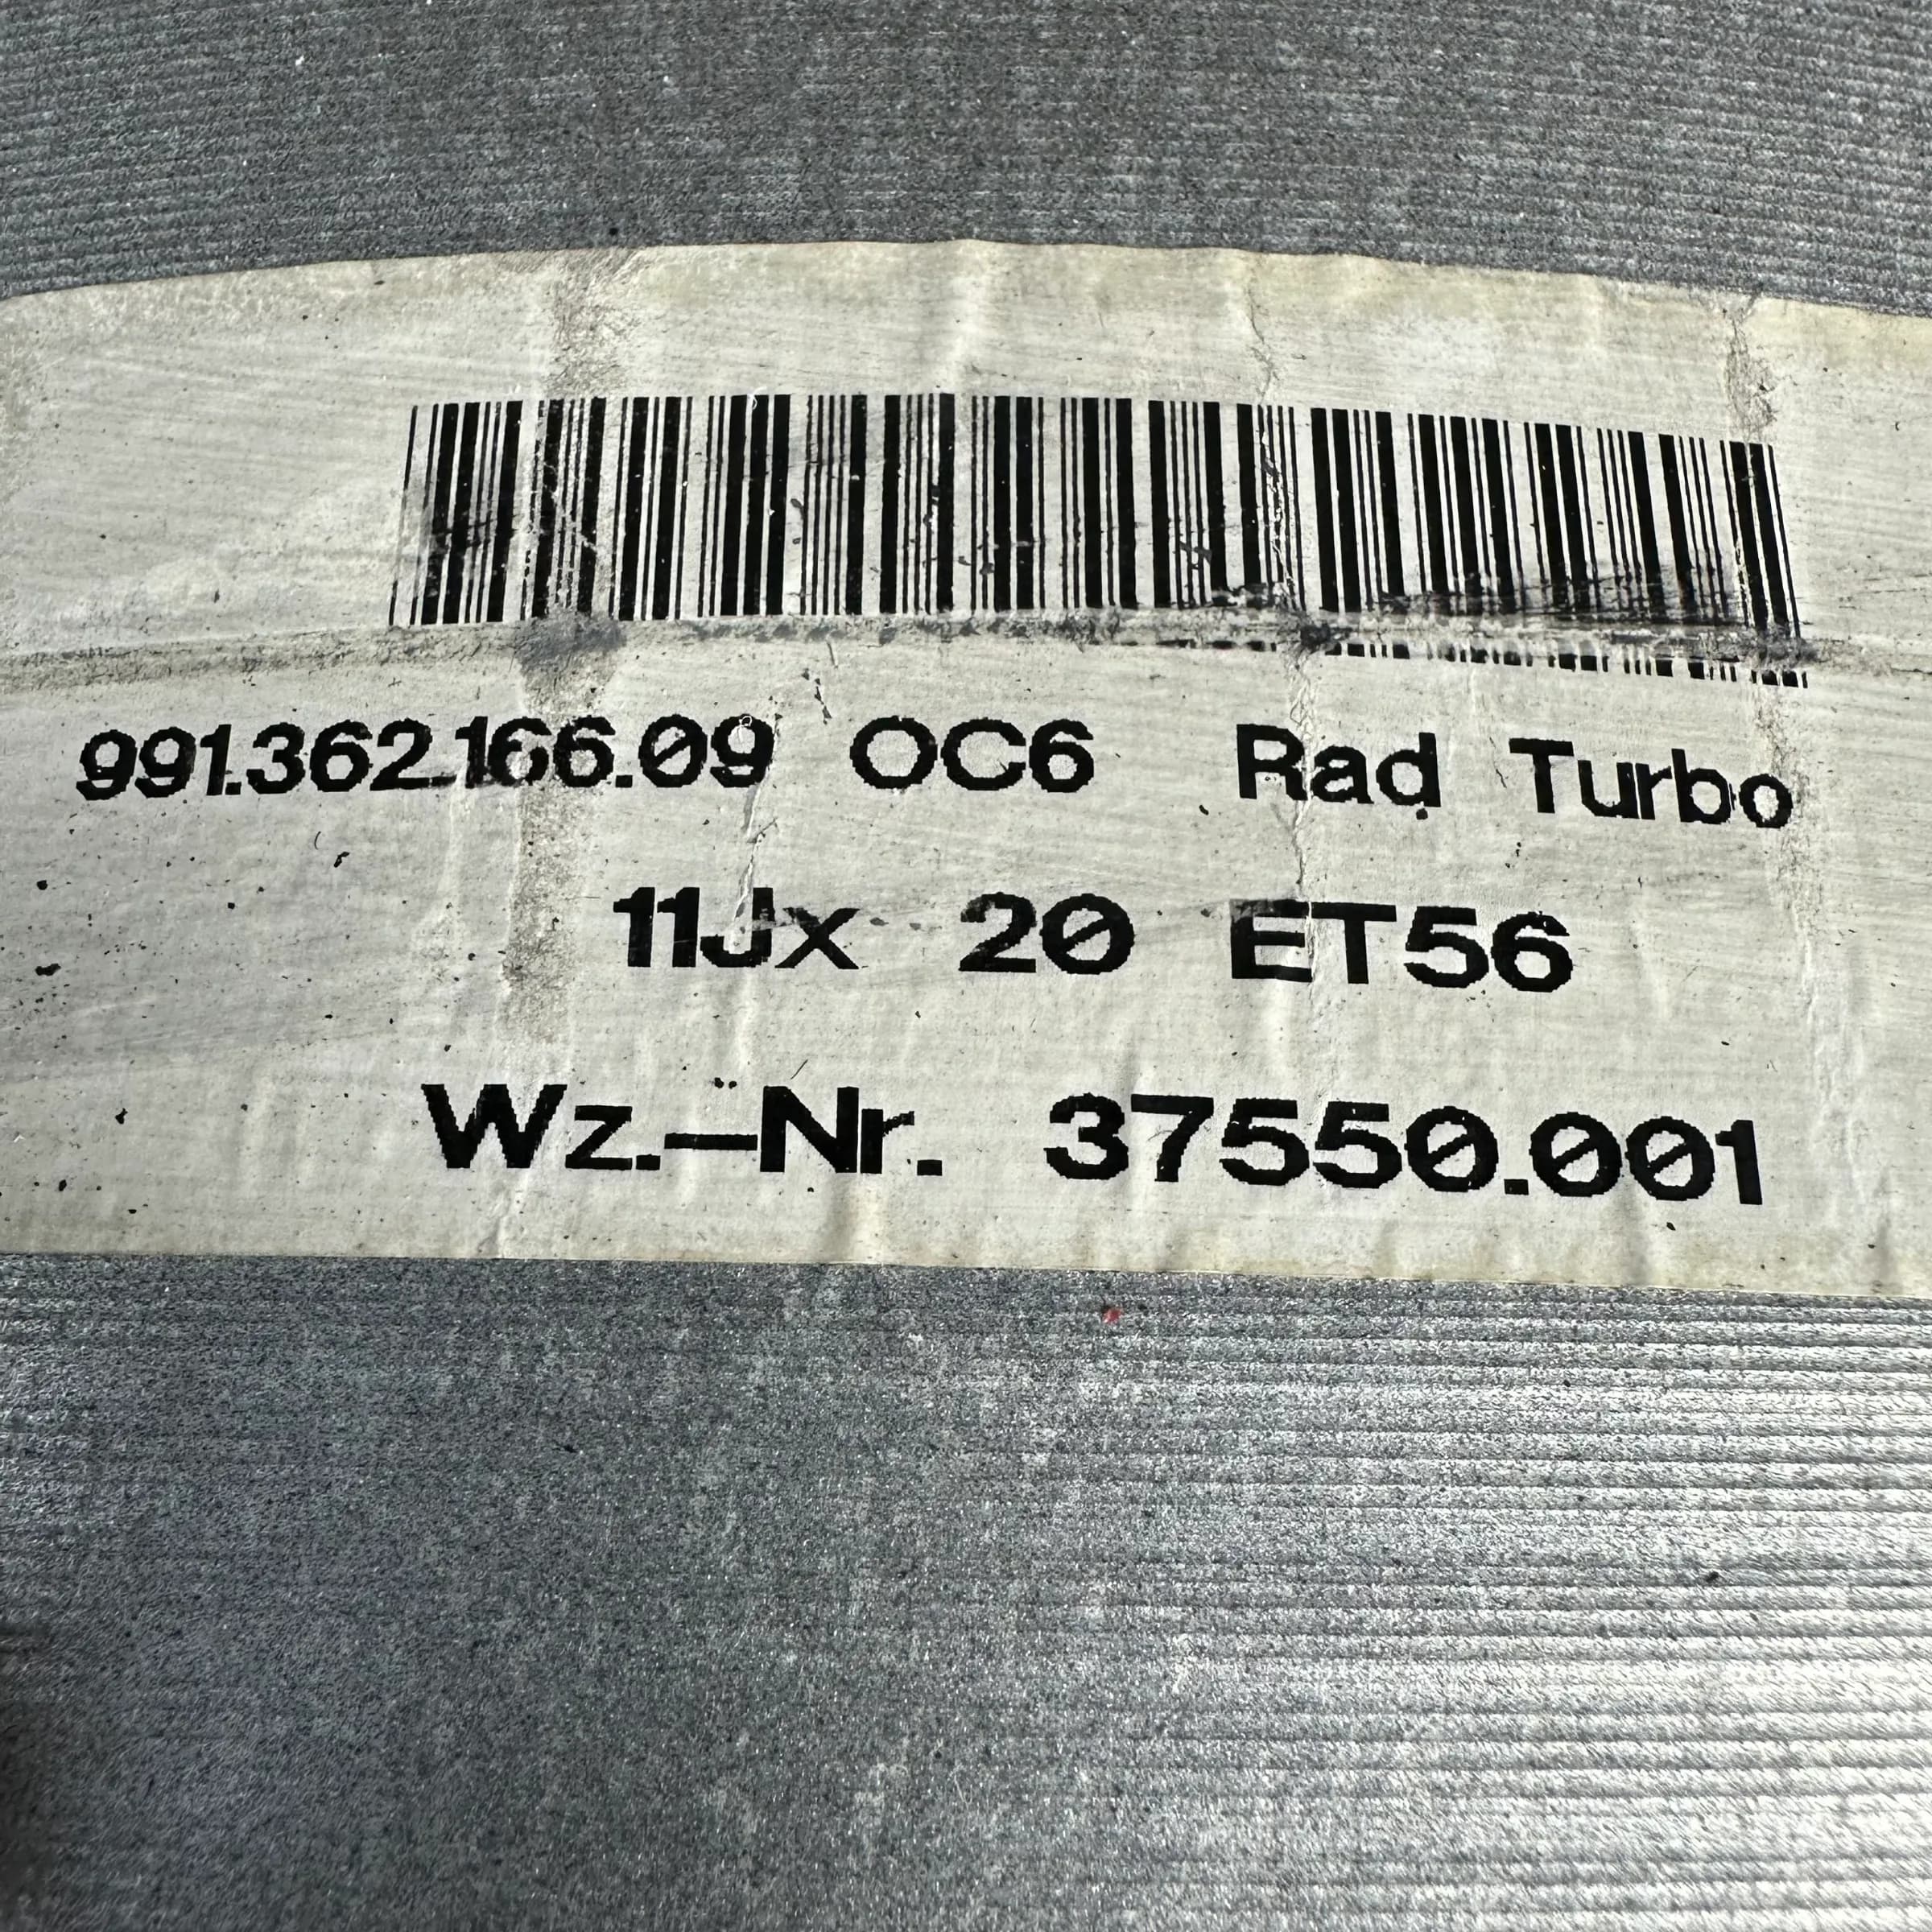 991.362.166.09 OC6 Rad Turbo
11Jx 20 ET56
Wz.-Nr. 37550.001